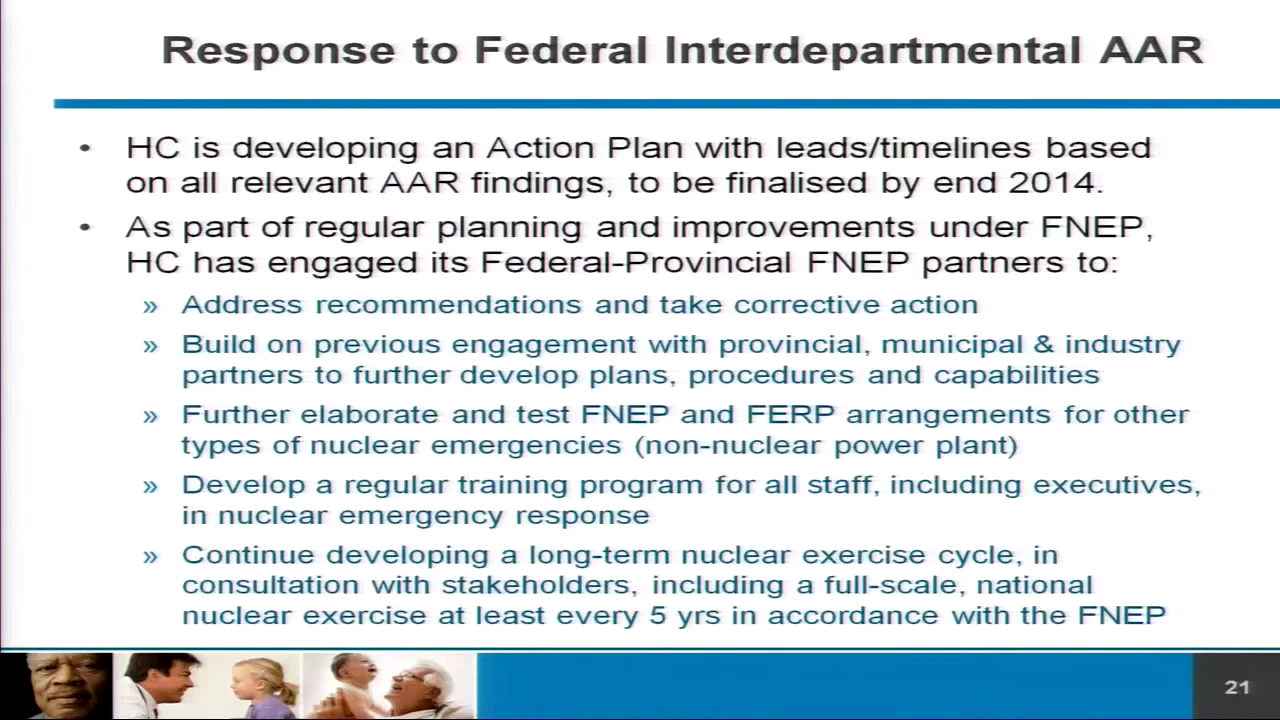 Response to Federal Interdepartmental AAR
• HC is developing an Action Plan with leads/timelines based
on all relevant AAR findings, to be finalised by end 2014.
• As part of regular planning and improvements under FNEP,
HC has engaged its Federal-Provincial FNEP partners to:
» Address recommendations and take corrective action
» Build on previous engagement with provincial, municipal & industry
partners to further develop plans, procedures and capabilities
» Further elaborate and test FNEP and FERP arrangements for other
types of nuclear emergencies (non-nuclear power plant)
» Develop a regular training program for all staff, including executives,
in nuclear emergency response
» Continue developing a long-term nuclear exercise cycle, in
consultation with stakeholders, including a full-scale, national
nuclear exercise at least every 5 yrs in accordance with the FNEP
21